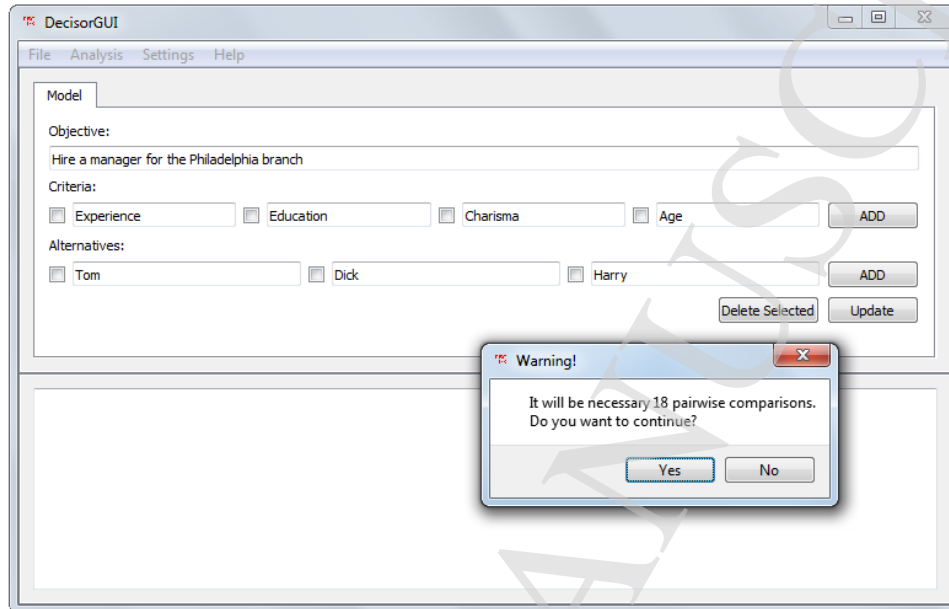 DecisorGUI
File Analysis Settings Help
Model
Objective:
Hire a manager for the Philadelphia branch
Criteria:
Experience Education Charisma Age ADD
Alternatives:
Tom Dick Harry ADD
Delete Selected Update
Warning!
It will be necessary 18 pairwise comparisons.
Do you want to continue?
Yes No